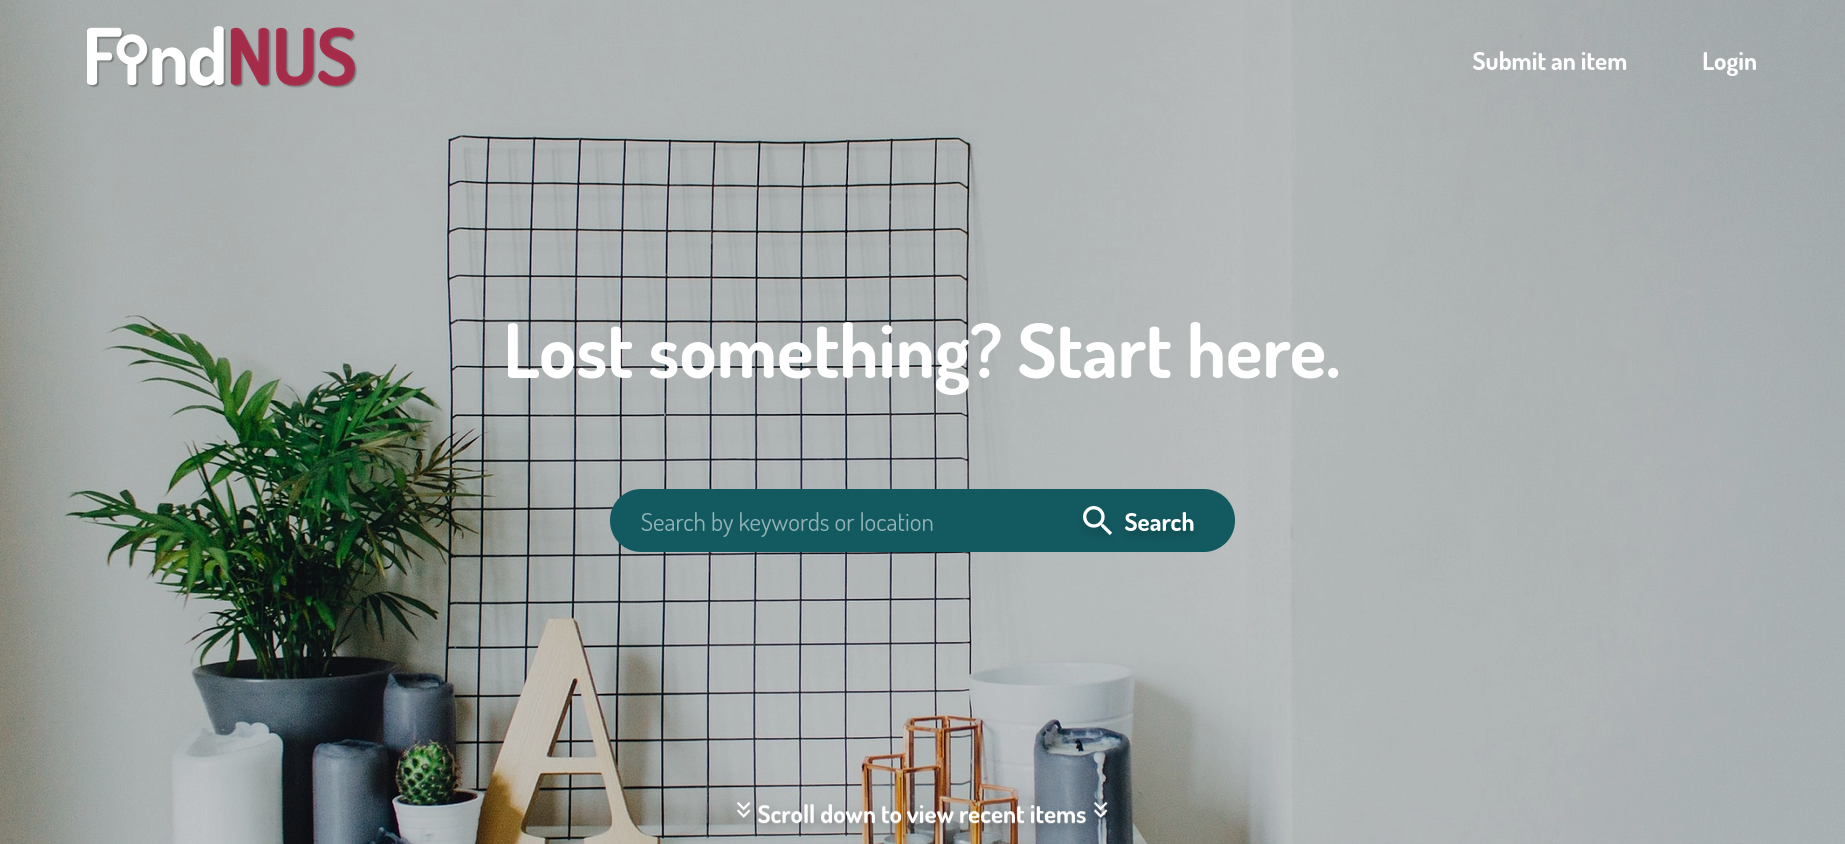 FindNUS
Submit an item
Login
Lost something? Start here.
Search by keywords or location
Search
Scroll down to view recent items